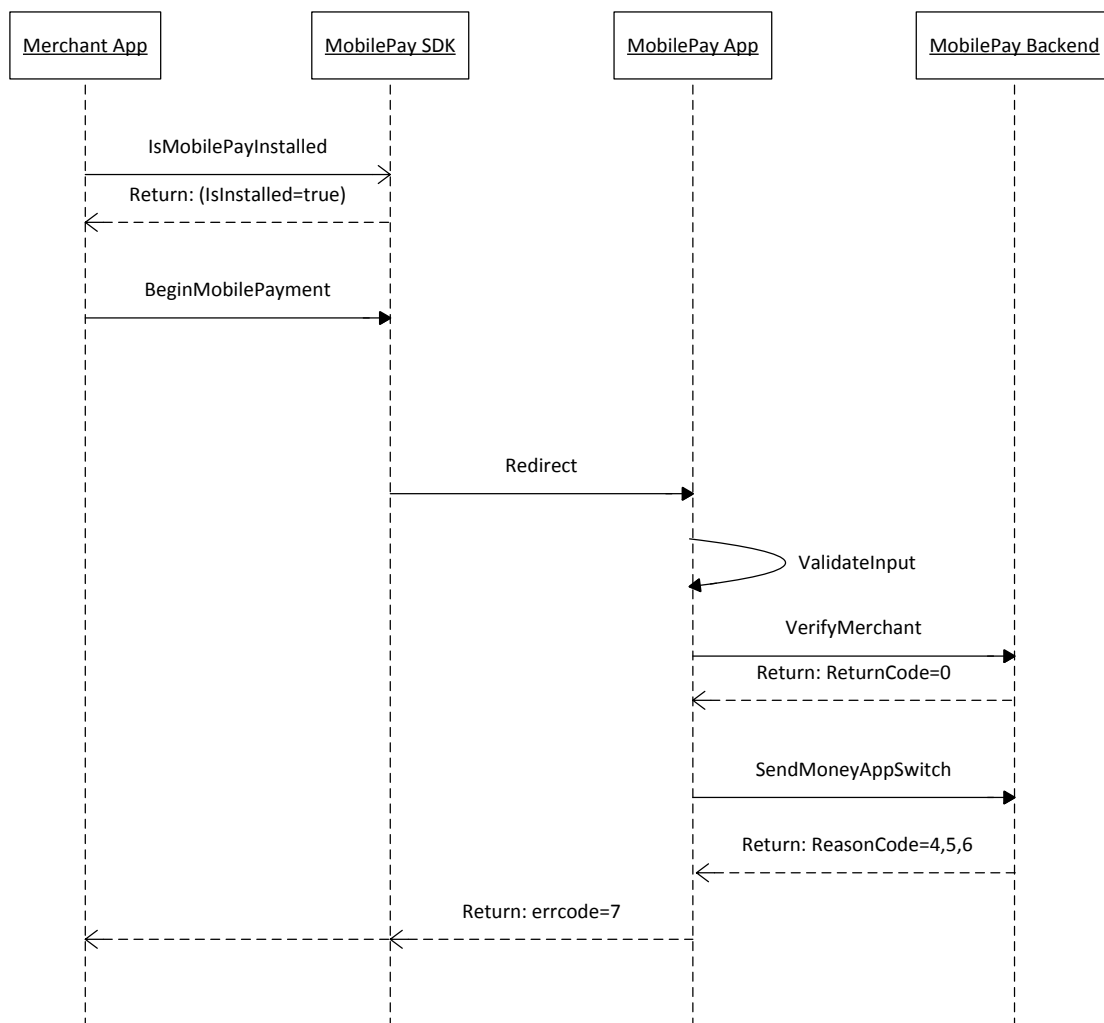 Merchant App
MobilePay SDK
MobilePay App
MobilePay Backend
IsMobilePayInstalled
Return: (IsInstalled=true)
BeginMobilePayment
Redirect
ValidateInput
VerifyMerchant
Return: ReturnCode=0
SendMoneyAppSwitch
Return: ReasonCode=4,5,6
Return: errcode=7